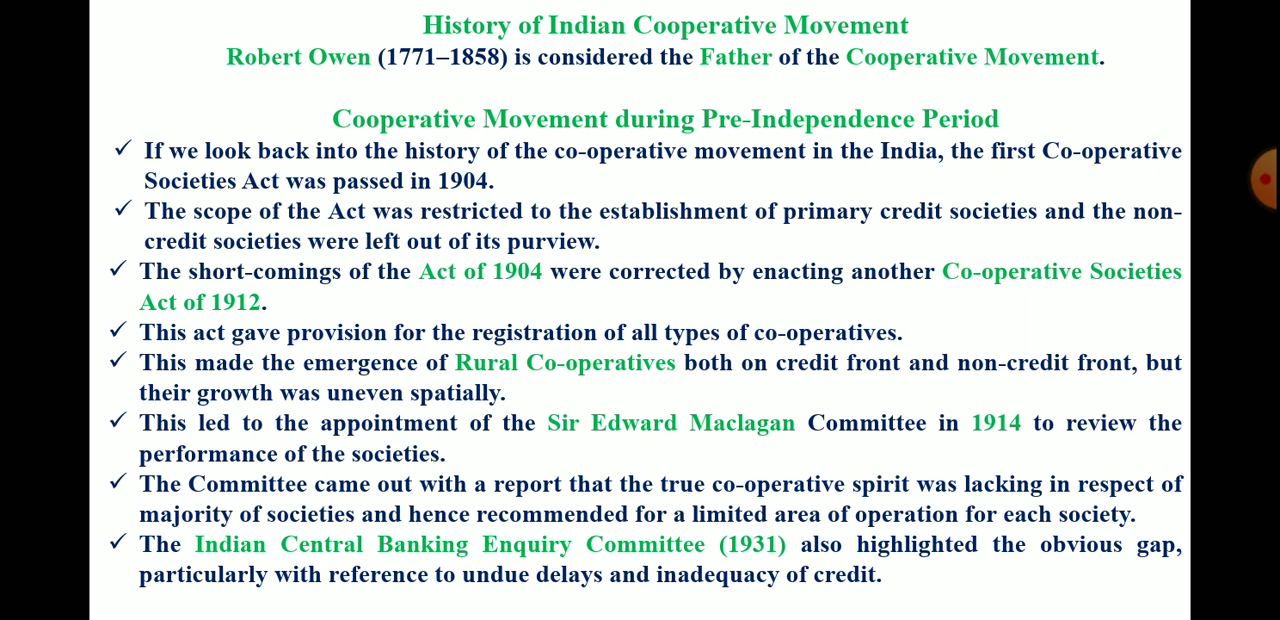 History of Indian Cooperative Movement
Robert Owen (1771–1858) is considered the Father of the Cooperative Movement.
Cooperative Movement during Pre-Independence Period
✓ If we look back into the history of the co-operative movement in the India, the first Co-operative
Societies Act was passed in 1904.
✓ The scope of the Act was restricted to the establishment of primary credit societies and the non-
credit societies were left out of its purview.
✓ The short-comings of the Act of 1904 were corrected by enacting another Co-operative Societies
Act of 1912.
✓ This act gave provision for the registration of all types of co-operatives.
✓ This made the emergence of Rural Co-operatives both on credit front and non-credit front, but
their growth was uneven spatially.
✓ This led to the appointment of the Sir Edward Maclagan Committee in 1914 to review the
performance of the societies.
✓ The Committee came out with a report that the true co-operative spirit was lacking in respect of
majority of societies and hence recommended for a limited area of operation for each society.
✓ The Indian Central Banking Enquiry Committee (1931) also highlighted the obvious gap,
particularly with reference to undue delays and inadequacy of credit.